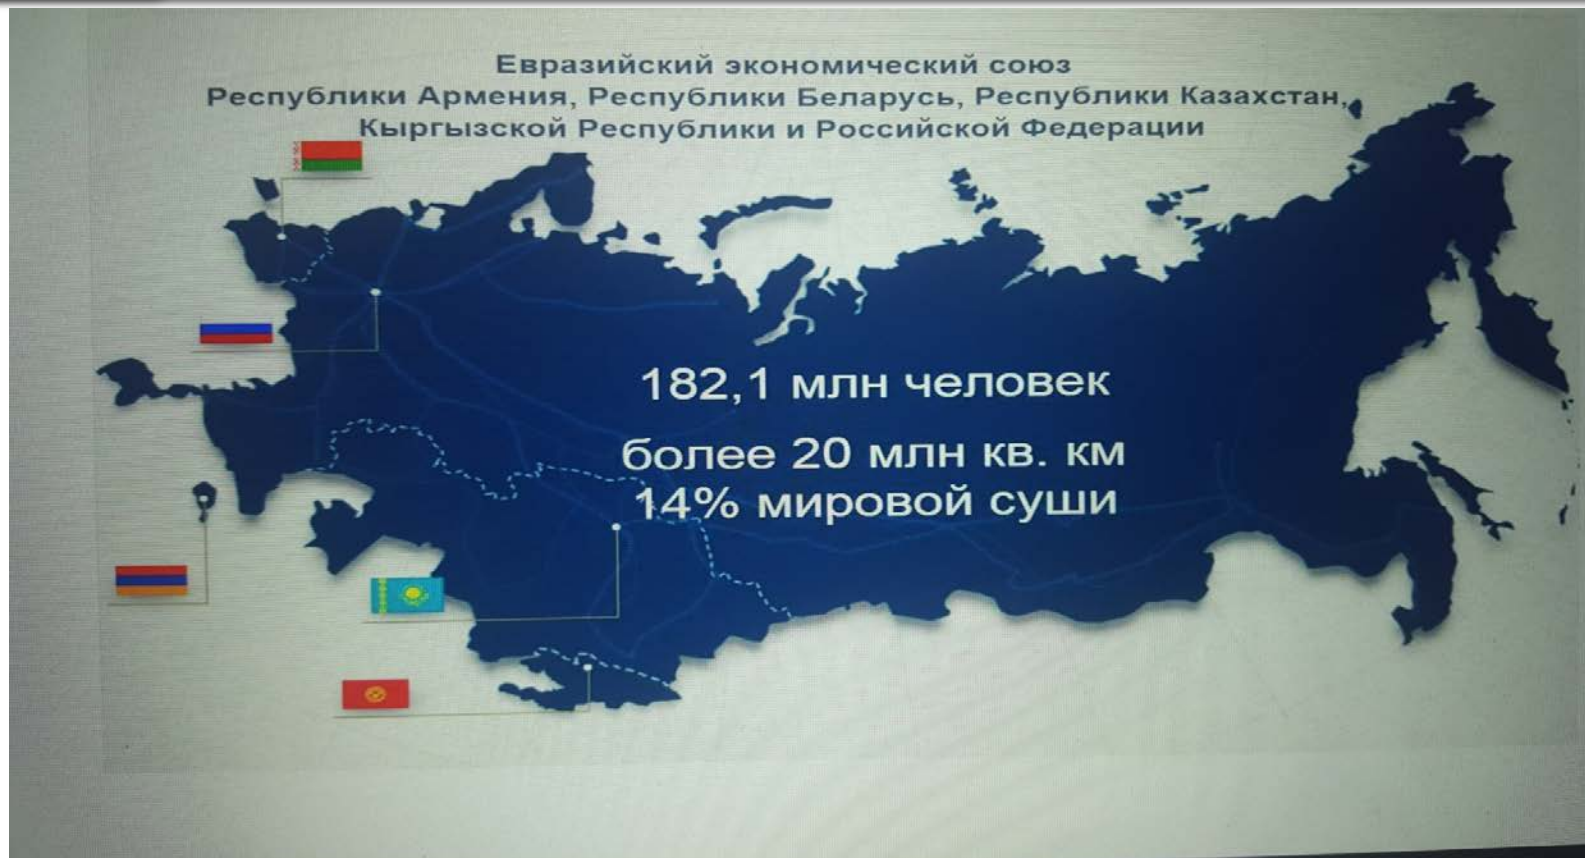 Евразийский экономический союз
Республики Армения, Республики Беларусь, Республики Казахстан,
Кыргызской Республики и Российской Федерации
182,1 млн человек
более 20 млн кв. км
14% мировой суши